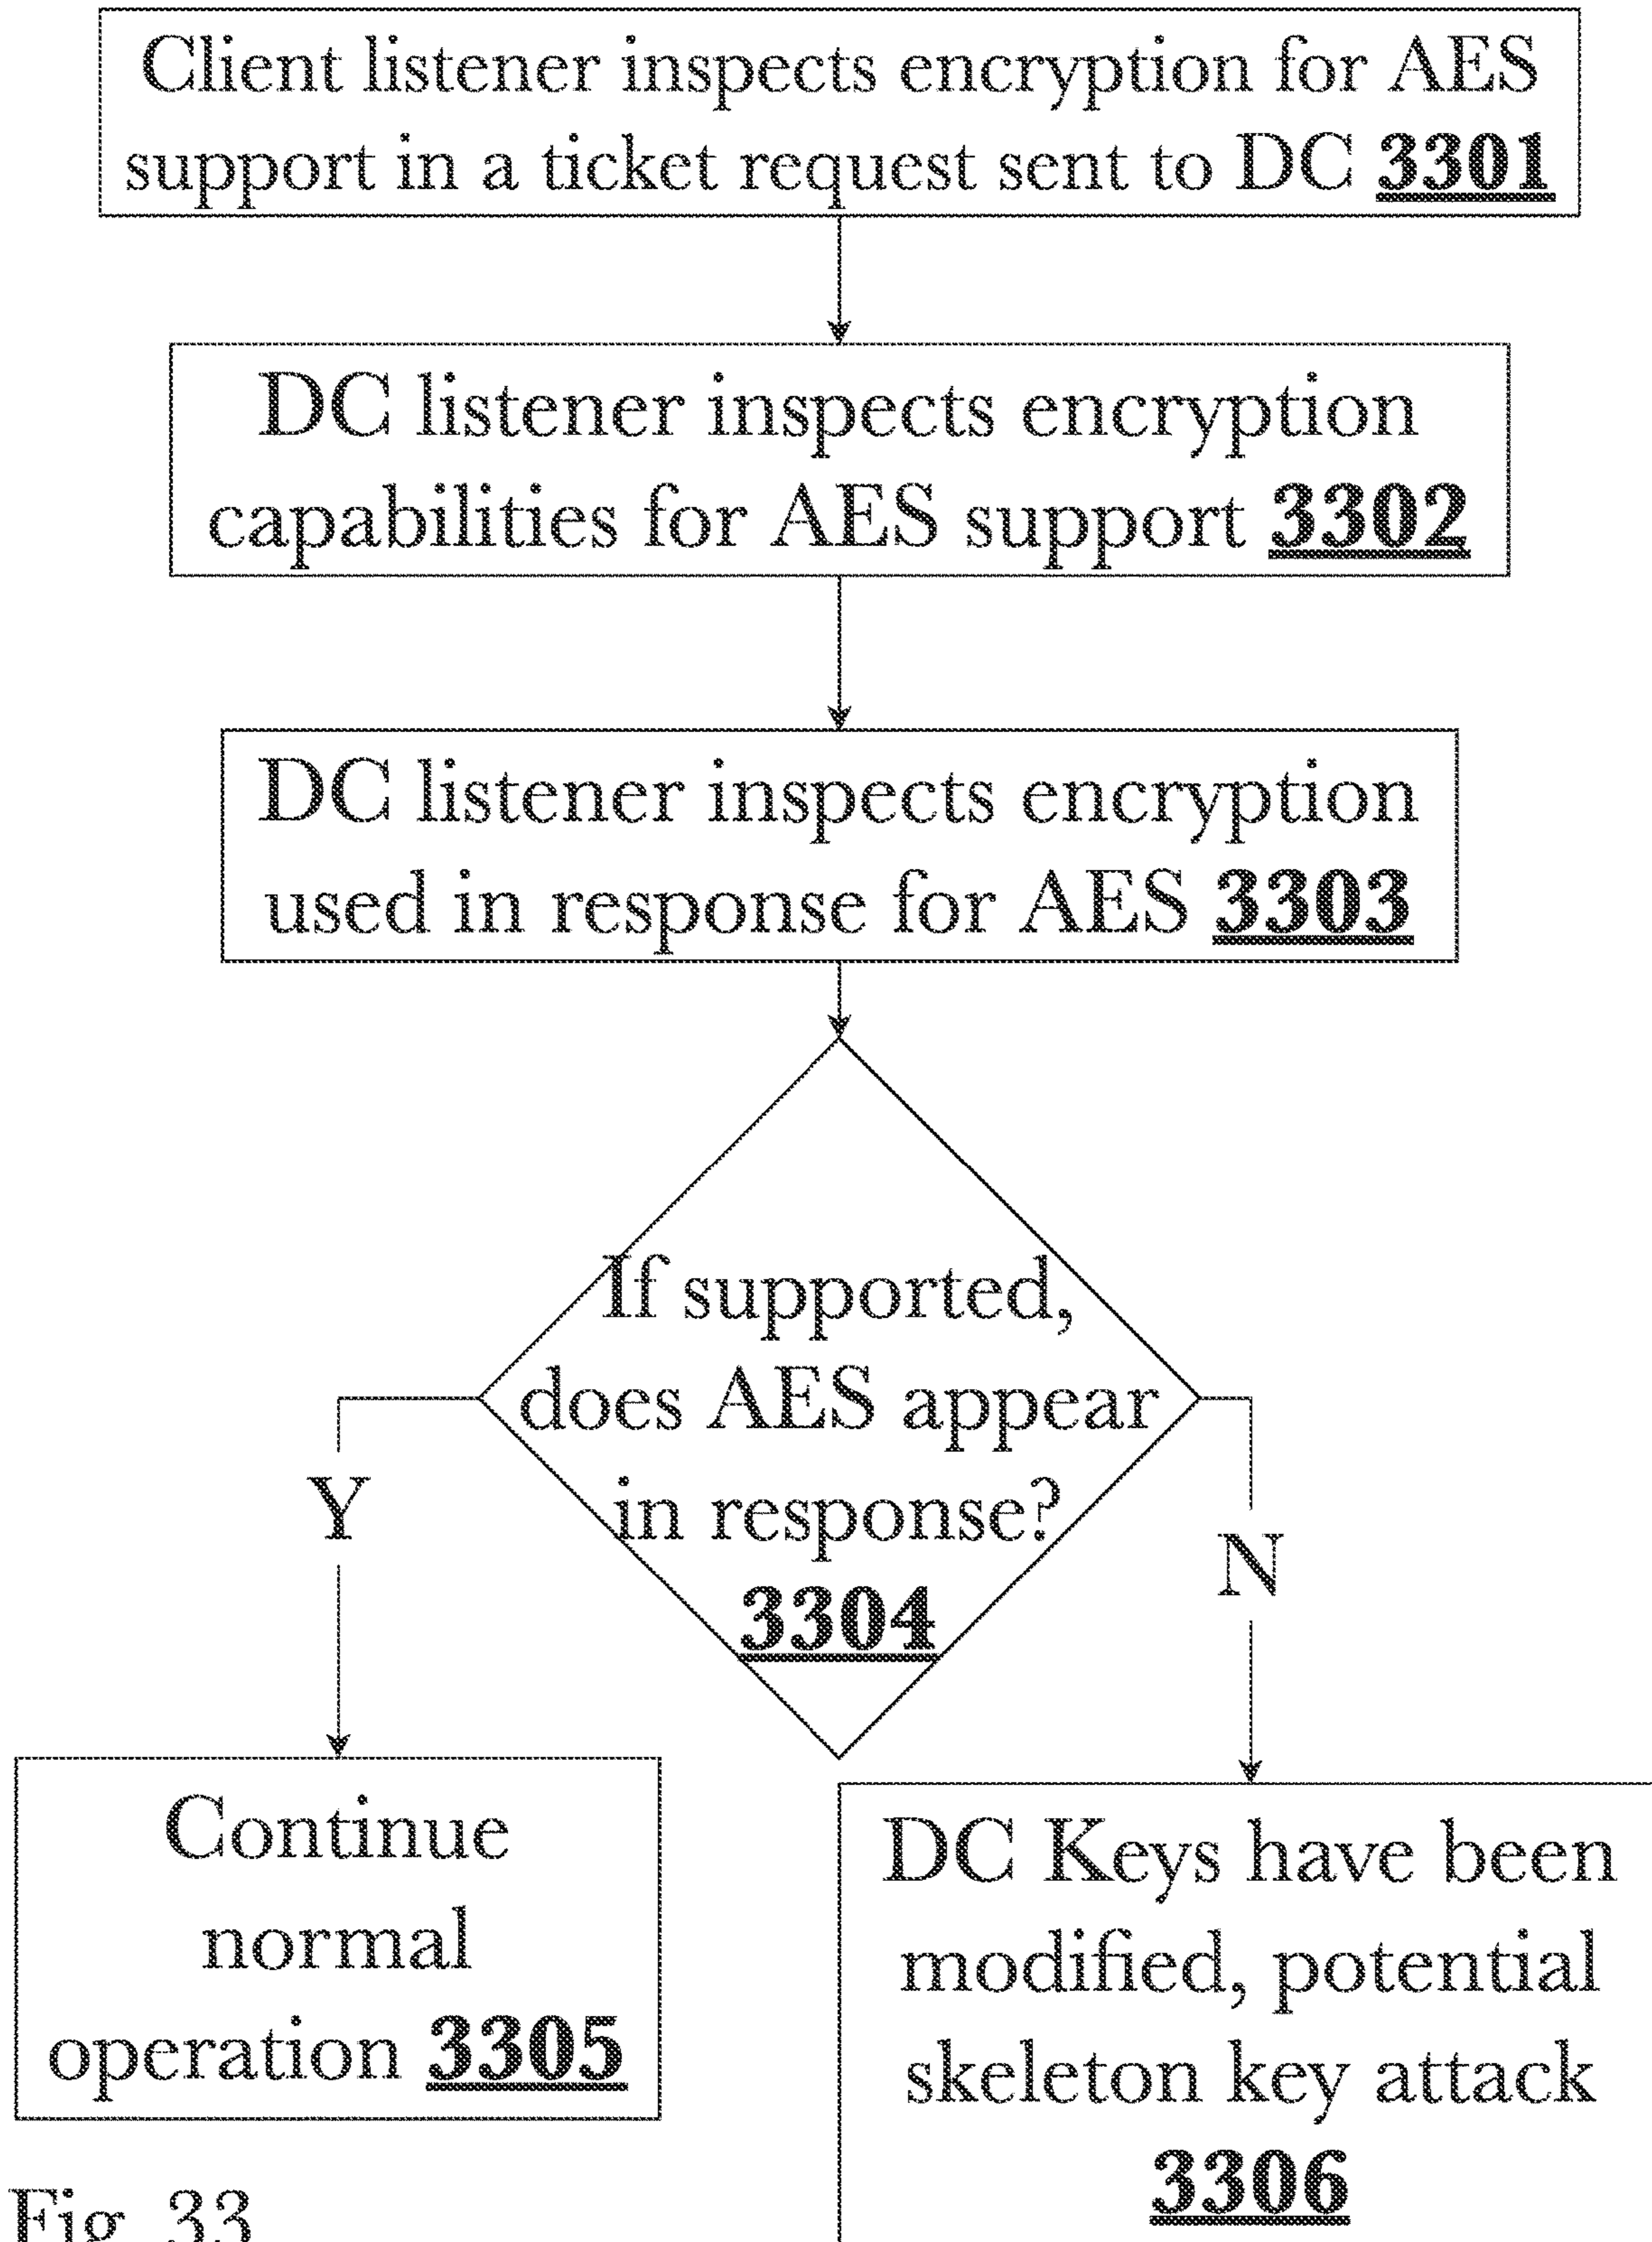 Client listener inspects encryption for AES
support in a ticket request sent to DC 3301
DC listener inspects encryption
capabilities for AES support 3302
DC listener inspects encryption
used in response for AES 3303
If supported,
does AES appear
in response?
3304
Y
N
Continue
normal
operation 3305
DC Keys have been
modified, potential
skeleton key attack
3306
Fig. 33